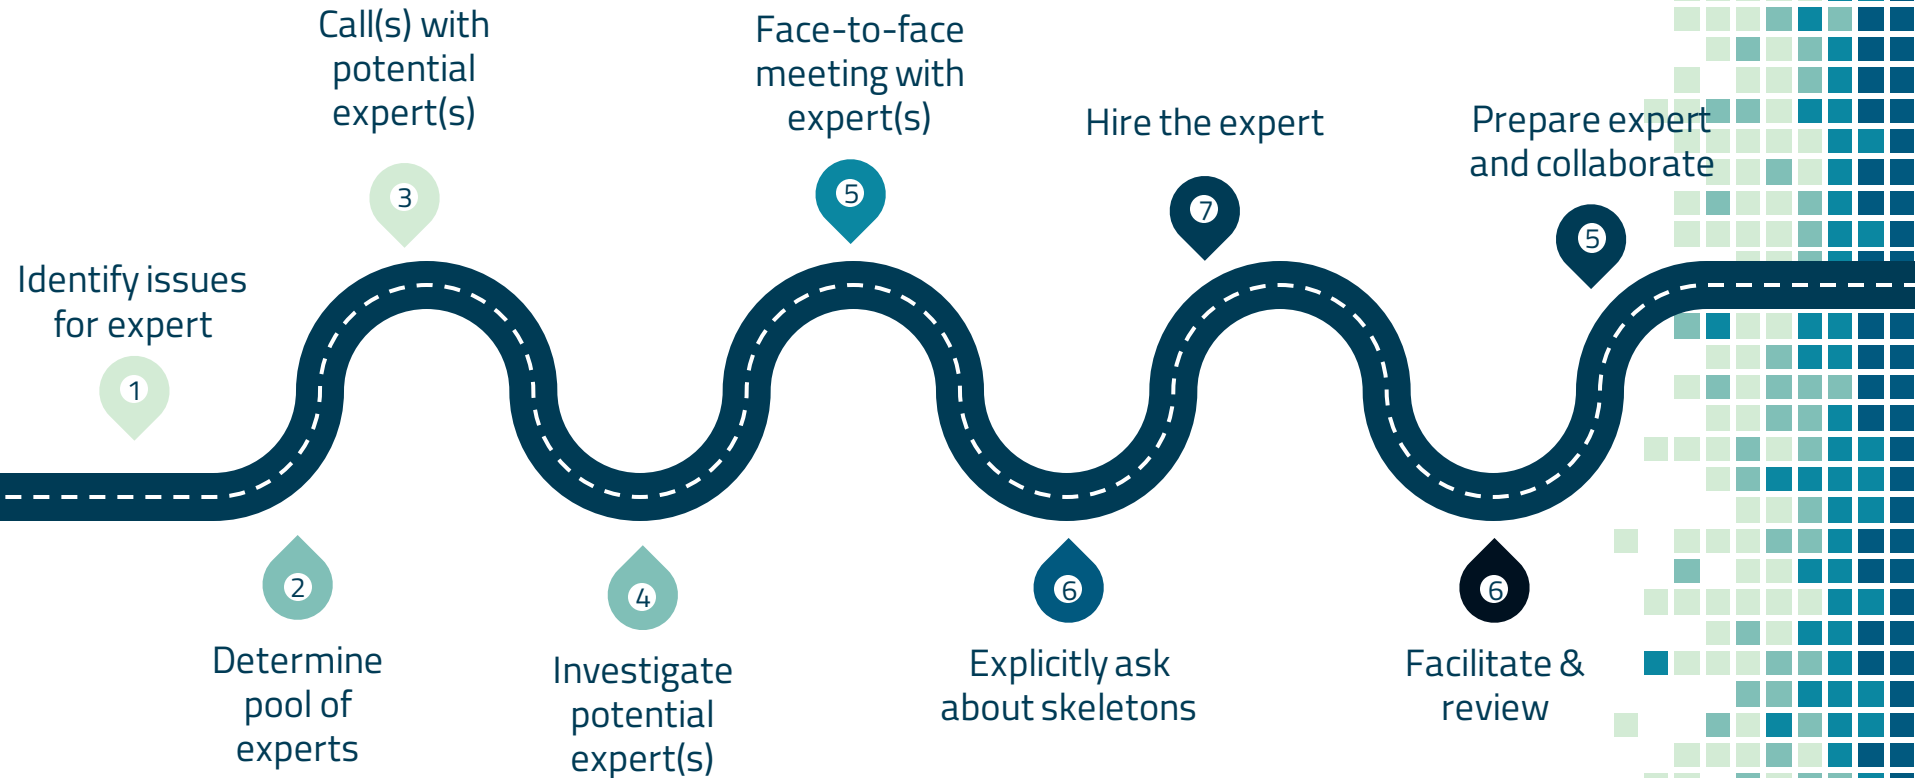 Identify issues
for expert
1
2
Determine
pool of
experts
Call(s) with
potential
expert(s)
3
4
Investigate
potential
expert(s)
Face-to-face
meeting with
expert(s)
5
6
Explicitly ask
about skeletons
Hire the expert
7
6
Facilitate &
review
Prepare expert
and collaborate
5